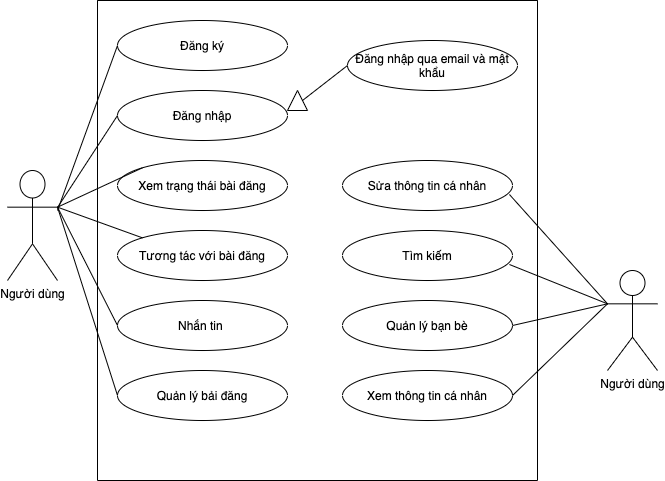 Đăng ký
Đăng nhập qua email và mật
khẩu
Đăng nhập
Xem trạng thái bài đăng
Sửa thông tin cá nhân
Tương tác với bài đăng
Tìm kiếm
Người dùng
Nhắn tin
Quản lý bạn bè
Quản lý bải đăng
Xem thông tin cá nhân
Người dùng